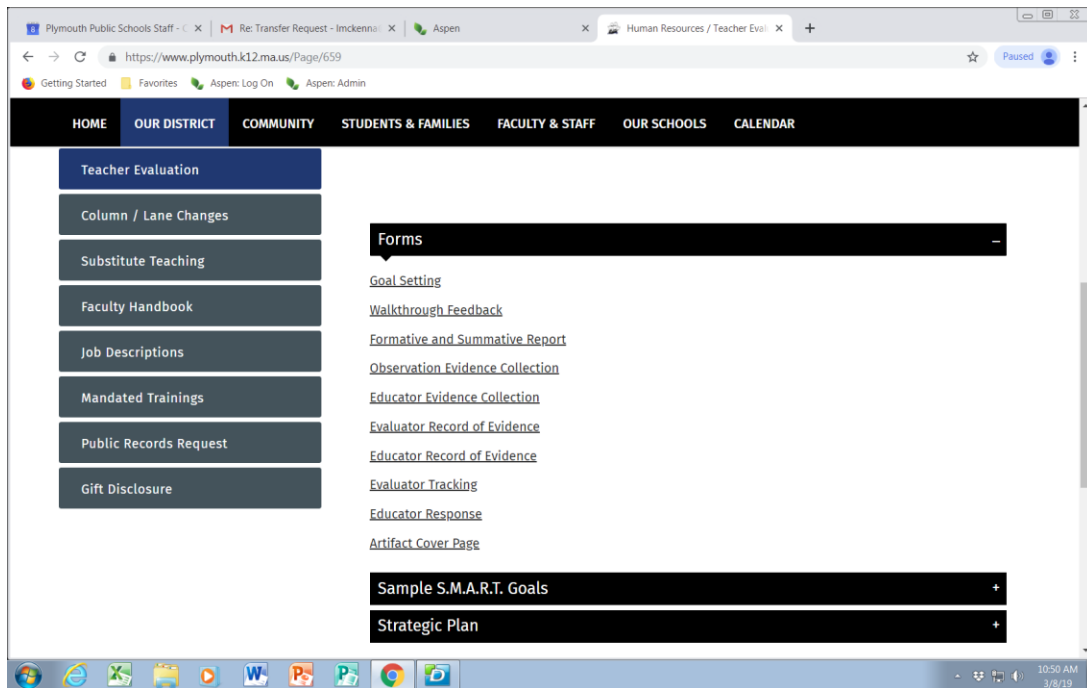 Plymouth Public Schools Staff - C
Re: Transfer Request - lmckenna
Aspen
Human Resources / Teacher Eval
https://www.plymouth.k12.ma.us/Page/659
Paused
Getting Started
Favorites
Aspen: Log On
Aspen: Admin
HOME OUR DISTRICT COMMUNITY STUDENTS & FAMILIES FACULTY & STAFF OUR SCHOOLS CALENDAR
Teacher Evaluation
Column / Lane Changes
Substitute Teaching
Faculty Handbook
Job Descriptions
Mandated Trainings
Public Records Request
Gift Disclosure
Forms
Goal Setting
Walkthrough Feedback
Formative and Summative Report
Observation Evidence Collection
Educator Evidence Collection
Evaluator Record of Evidence
Educator Record of Evidence
Evaluator Tracking
Educator Response
Artifact Cover Page
Sample S.M.A.R.T. Goals
Strategic Plan
10:50 AM
3/8/19